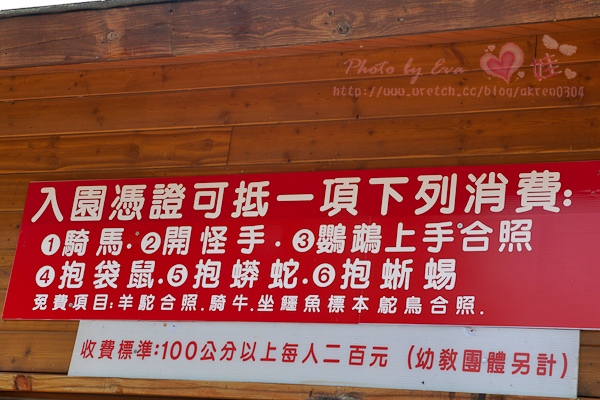 Photo by Eva 娃
http://www.wretch.cc/blog/akren0304
入園憑證可抵一項下列消費:
❶騎馬.❷開怪手.❸鸚鵡上手合照
❹抱袋鼠.❺抱蟒蛇.❻抱蜥蜴
免費項目:羊駝合照.騎牛.坐鱷魚標本鴕鳥合照.
收費標準:100公分以上每人二百元(幼教團體另計)